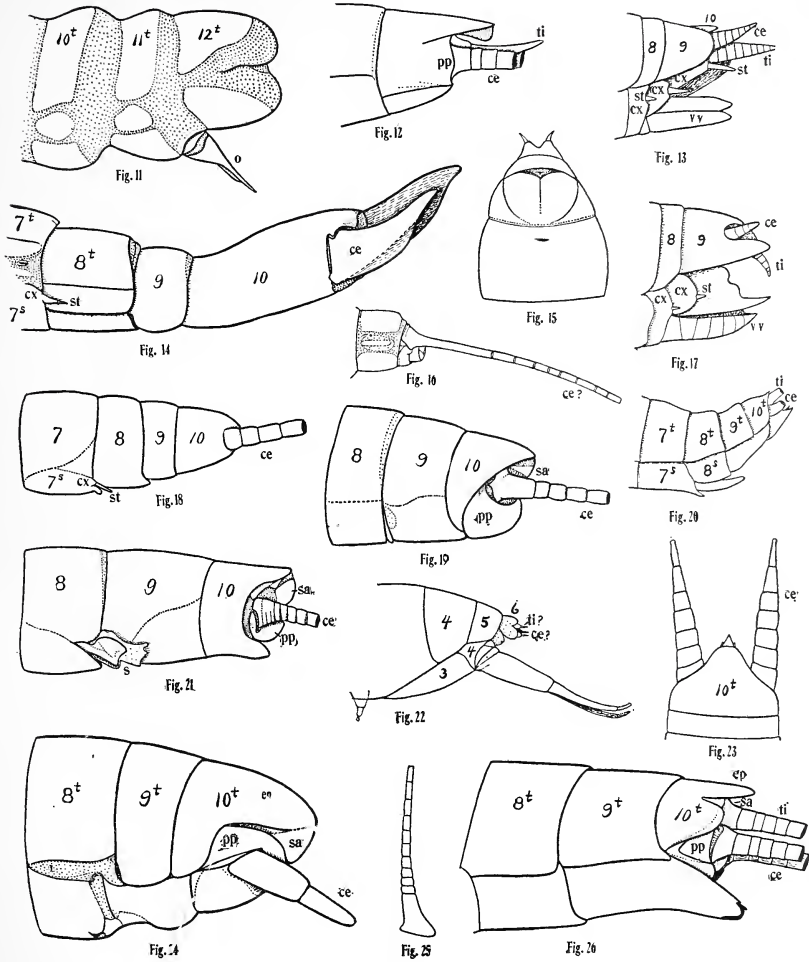 10t 11t 12t
o
Fig. 11
ti
pp
ce
Fig. 12
10
8 9
ce
ti
st
cx
cx
st
cx
vv
Fig. 13
7t
8t
9
10
ce
cx
st
7s
Fig. 14
Fig. 15
ce ?
Fig. 16
8 9
ce
ti
cx cx st
vv
Fig. 17
7 8 9 10
ce
7s cx
st
Fig. 18
8 9 10
sa
pp
ce
Fig. 19
ti
ce
7t 8t 9t 10t
7s 8s
Fig. 20
8 9 10
sa
ce
pp
s
Fig. 21
4 5 6
ti ?
ce ?
4
3
Fig. 22
ce
10t
Fig. 23
8t 9t 10t
en
pp
sa
ce
Fig. 24
Fig. 25
8t 9t 10t
ep
sa
ti
pp
ce
Fig. 26